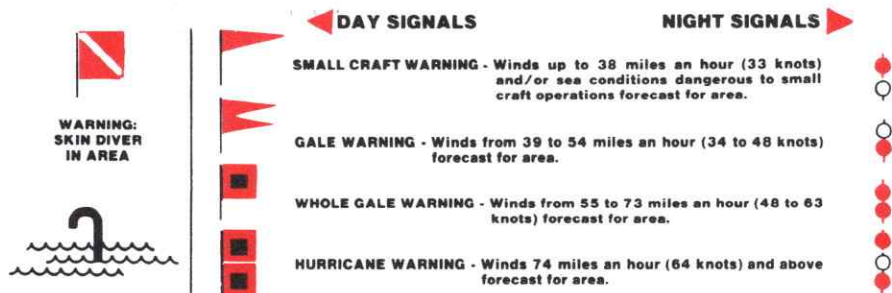 DAY SIGNALS
NIGHT SIGNALS
WARNING:
SKIN DIVER
IN AREA
SMALL CRAFT WARNING - Winds up to 38 miles an hour (33 knots)
and/or sea conditions dangerous to small
craft operations forecast for area.
GALE WARNING - Winds from 39 to 54 miles an hour (34 to 48 knots)
forecast for area.
WHOLE GALE WARNING - Winds from 55 to 73 miles an hour (48 to 63
knots) forecast for area.
HURRICANE WARNING - Winds 74 miles an hour (64 knots) and above
forecast for area.